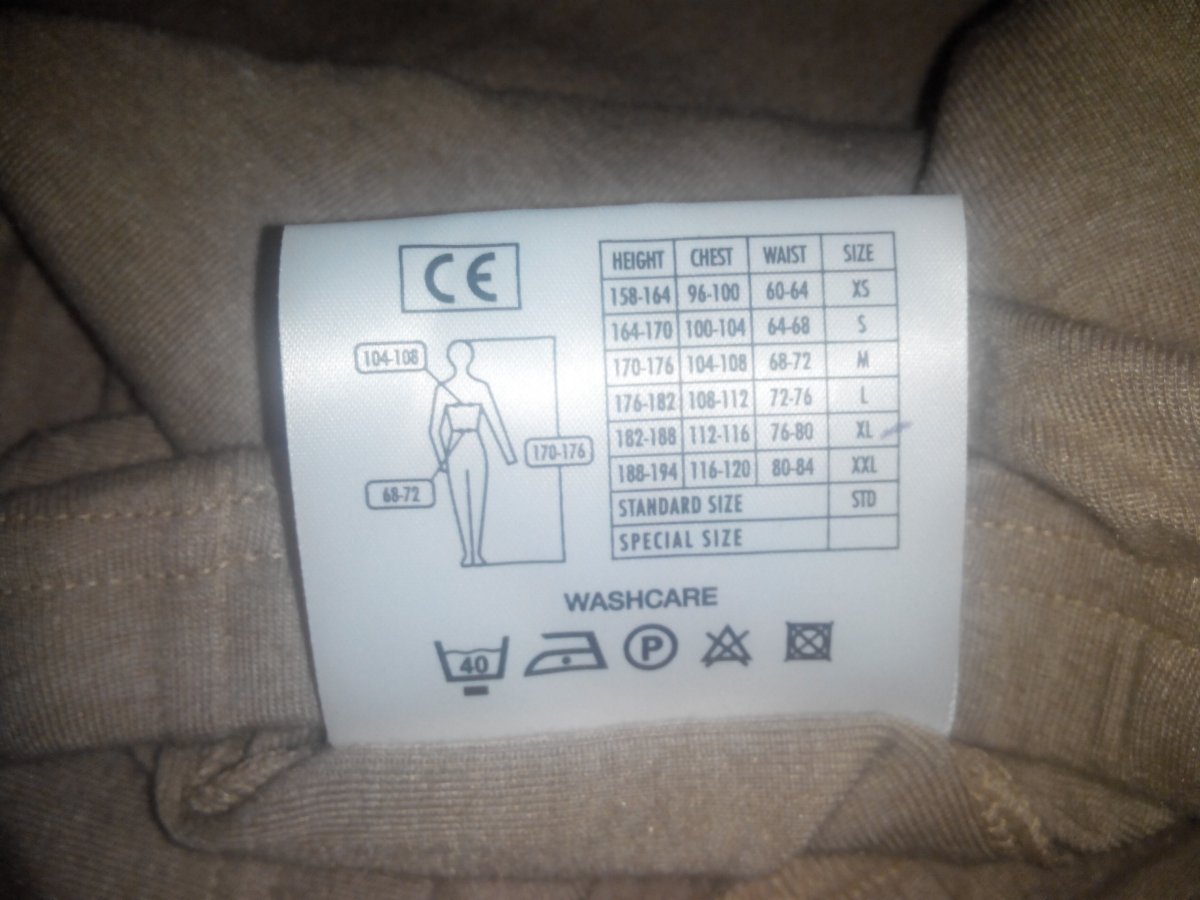 CE
HEIGHT CHEST WAIST SIZE
158-164 96-100 60-64 XS
164-170 100-104 64-68 S
170-176 104-108 68-72 M
176-182 108-112 72-76 L
182-188 112-116 76-80 XL
188-194 116-120 80-84 XXL
STANDARD SIZE STD
SPECIAL SIZE
104-108
170-176
68-72
WASHCARE
40 P